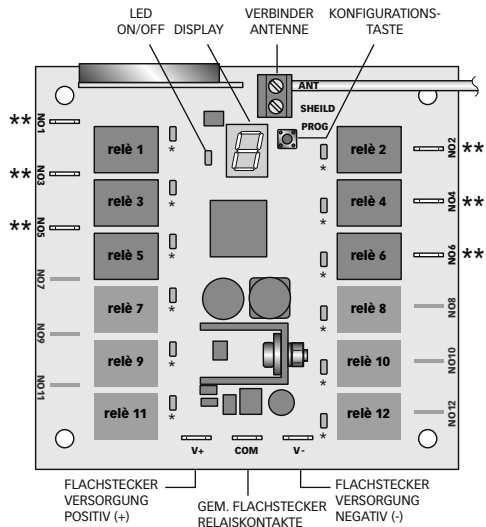 LED
ON/OFF
DISPLAY
VERBINDER
ANTENNE
KONFIGURATIONS-
TASTE
ANT
SHEILD
PROG
** NO1
relè 1
*
relè 2
*
NO2 **
** NO3
relè 3
*
relè 4
*
NO4 **
** NO5
relè 5
*
relè 6
*
NO6 **
NO7
relè 7
*
relè 8
*
NO8
NO9
relè 9
*
relè 10
*
NO10
NO11
relè 11
*
relè 12
*
NO12
V+
COM
V-
FLACHSTECKER
VERSORGUNG
POSITIV (+)
GEM. FLACHSTECKER
RELAISKONTAKTE
FLACHSTECKER
VERSORGUNG
NEGATIV (-)